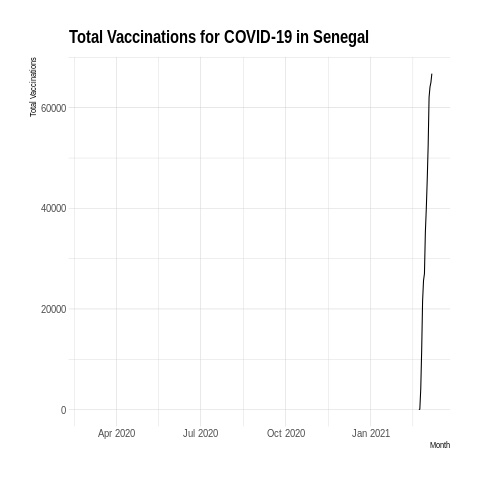 Total Vaccinations for COVID-19 in Senegal
Total Vaccinations
60000
40000
20000
0
Apr 2020 Jul 2020 Oct 2020 Jan 2021
Month